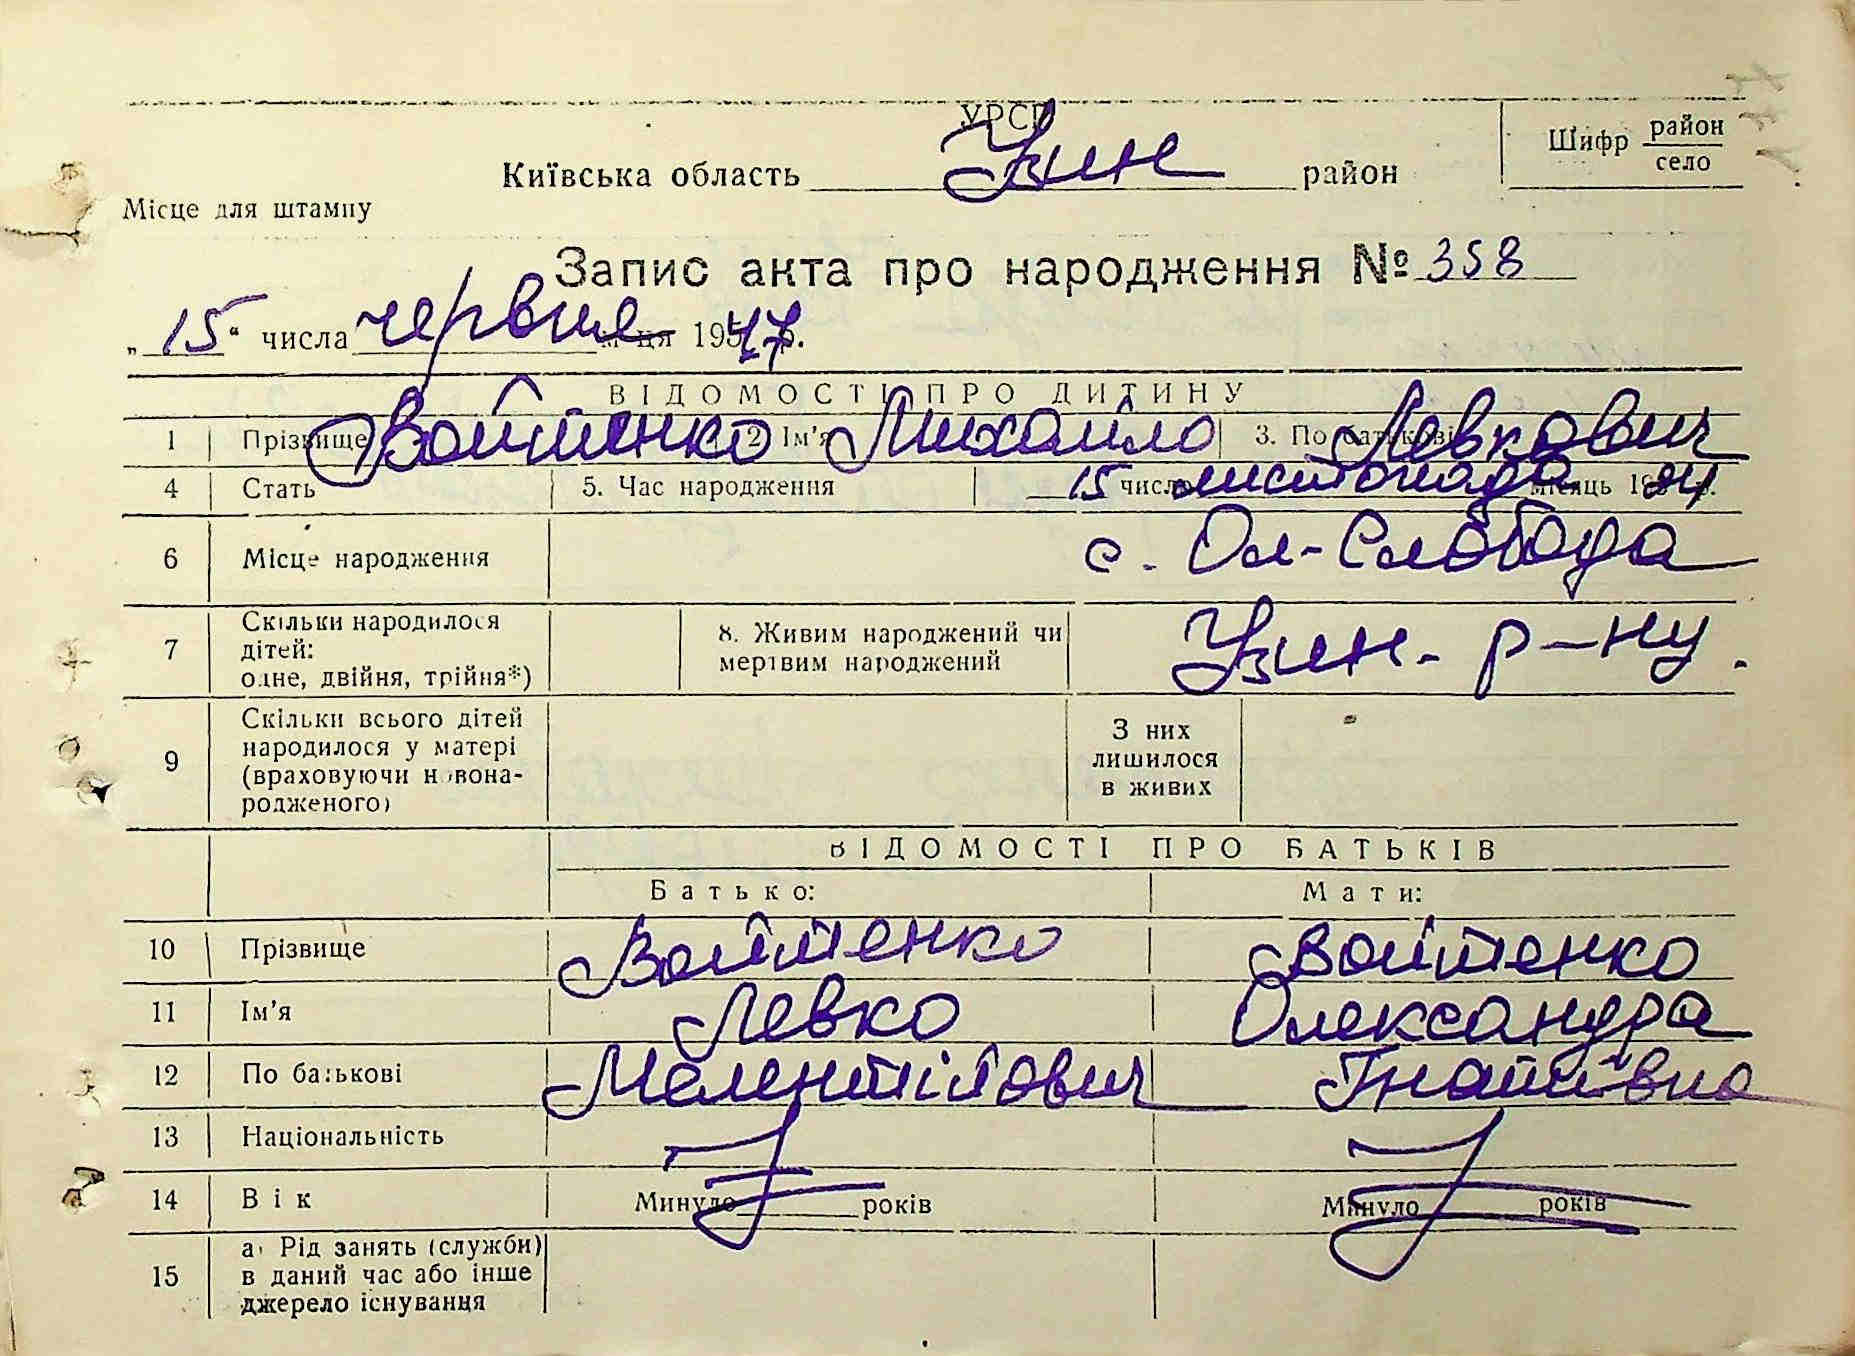 УРСР
Київська область Узин район
Шифр район
село
Місце для штампу
Запис акта про народження № 358
„ 15 “ числа червня м-ця 1947 р.
ВІДОМОСТІ ПРО ДИТИНУ
1 Прізвище Войтенко 2 Ім'я Михайло 3. По батькові Левкович
4 Стать 5. Час народження 15 числа листопада місяць 1924 р.
6 Місце народження с. Ол-Слобода
7 Скільки народилося дітей: одне, двійня, трійня*) 8. Живим народжений чи мертвим народжений Узин. р-ну.
9 Скільки всього дітей народилося у матері (враховуючи новона-родженого) З них лишилося в живих
ВІДОМОСТІ ПРО БАТЬКІВ
Батько: Мати:
10 Прізвище Войтенко Войтенко
11 Ім'я Левко Олександра
12 По батькові Мелентійович Гнатівна
13 Національність
14 Вік Минуло років Минуло років
15 а) Рід занять (служби) в даний час або інше джерело існування